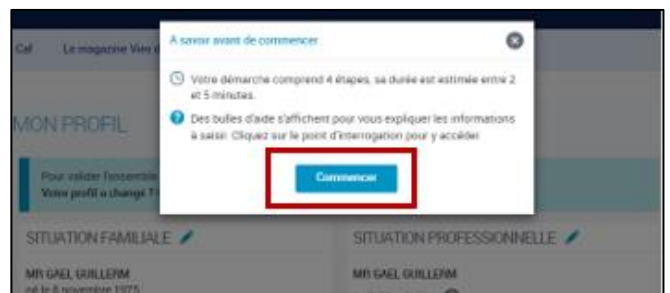 Caf Le magazine Vies d
A savoir avant de commencer
Votre démarche comprend 4 étapes, sa durée est estimée entre 2
et 5 minutes.
Des bulles d'aide s'affichent pour vous expliquer les informations
à saisir. Cliquez sur le point d'interrogation pour y accéder.
Commencer
MON PROFIL
Pour valider l'ensemble
Votre profil a changé ?
SITUATION FAMILIALE
MR GAEL GUILLERM
né le 6 novembre 1975
SITUATION PROFESSIONNELLE
MR GAEL GUILLERM